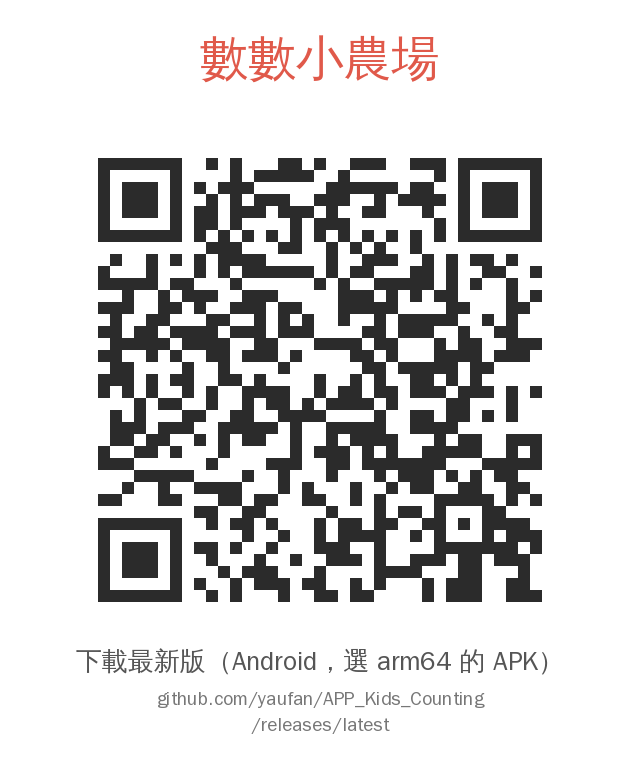 數數小農場
下載最新版（Android，選 arm64 的 APK）
github.com/yaufan/APP_Kids_Counting
/releases/latest